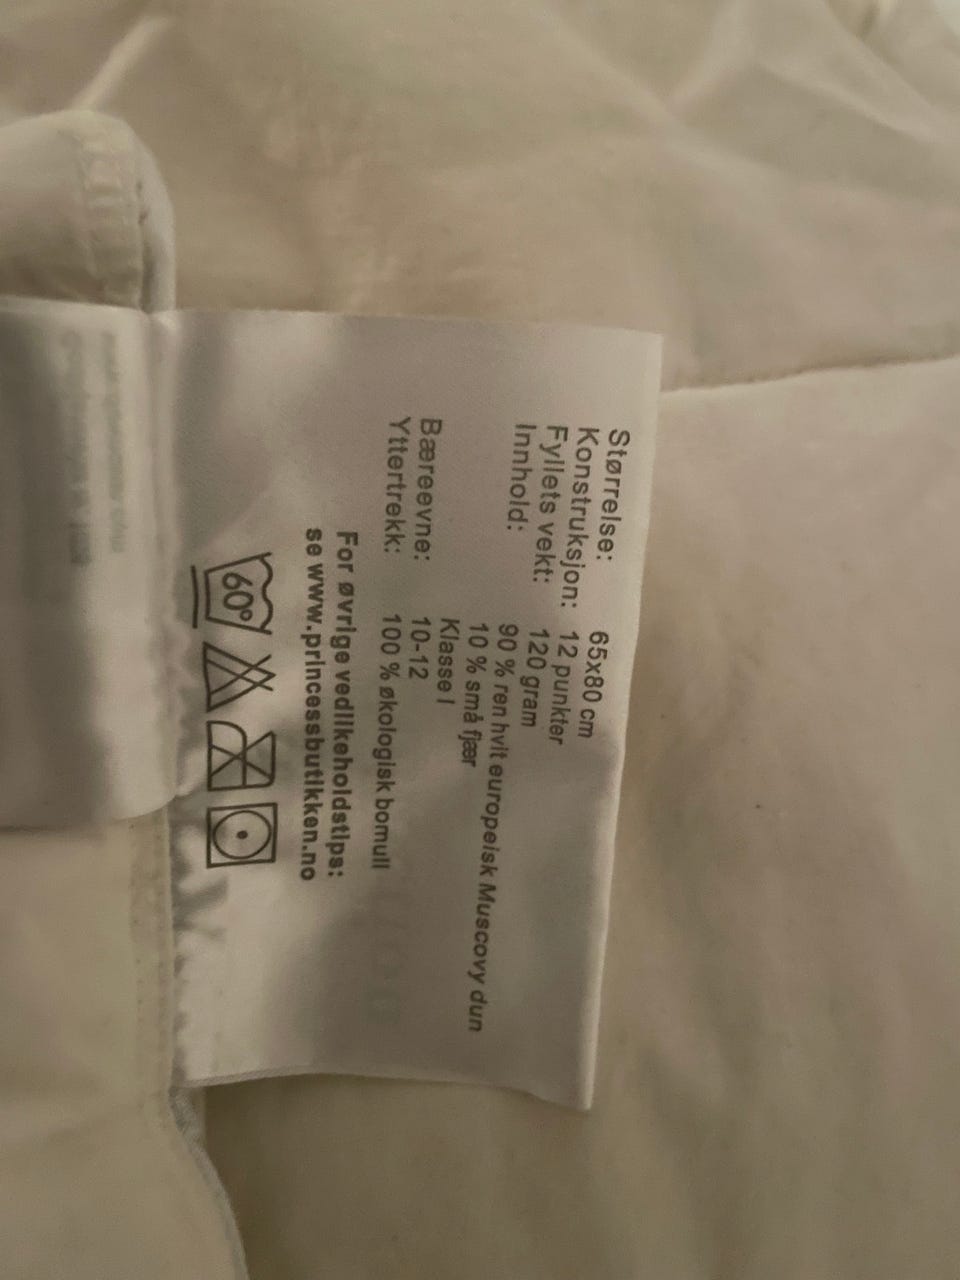 Størrelse: 65x80 cm
Konstruksjon: 12 punkter
Fyllets vekt: 120 gram
Innhold: 90 % ren hvit europeisk Muscovy dun
10 % små fjær
Klasse I
Bæreevne: 10-12
Yttertrekk: 100 % økologisk bomull
For øvrige vedlikeholdstips:
se www.princessbutikken.no
60°